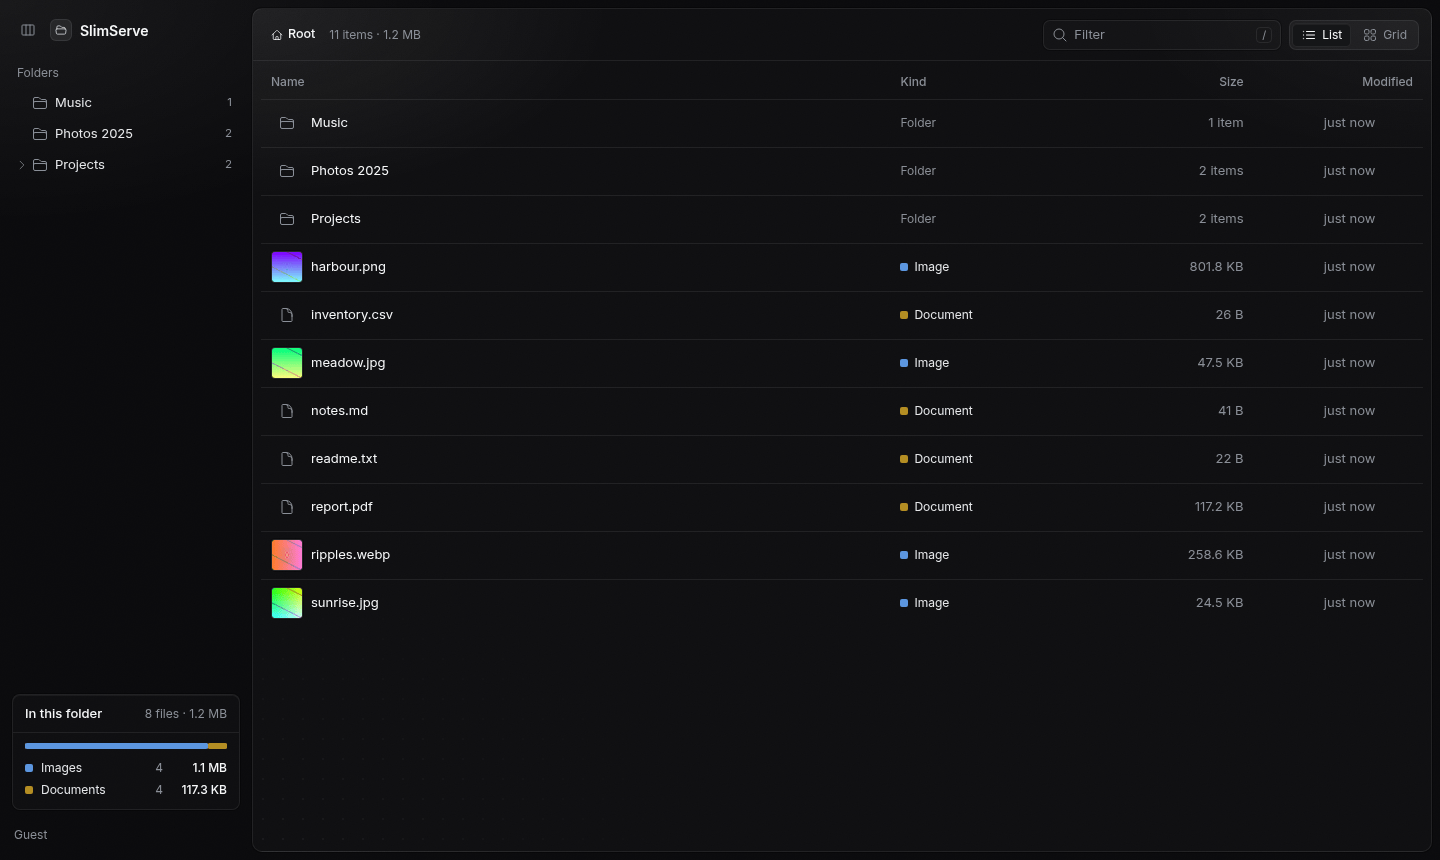 SlimServe
Folders
Music 1
Photos 2025 2
Projects 2
In this folder 8 files · 1.2 MB
Images 4 1.1 MB
Documents 4 117.3 KB
Guest
Root 11 items · 1.2 MB Filter / List Grid
Name Kind Size Modified
Music Folder 1 item just now
Photos 2025 Folder 2 items just now
Projects Folder 2 items just now
harbour.png Image 801.8 KB just now
inventory.csv Document 26 B just now
meadow.jpg Image 47.5 KB just now
notes.md Document 41 B just now
readme.txt Document 22 B just now
report.pdf Document 117.2 KB just now
ripples.webp Image 258.6 KB just now
sunrise.jpg Image 24.5 KB just now